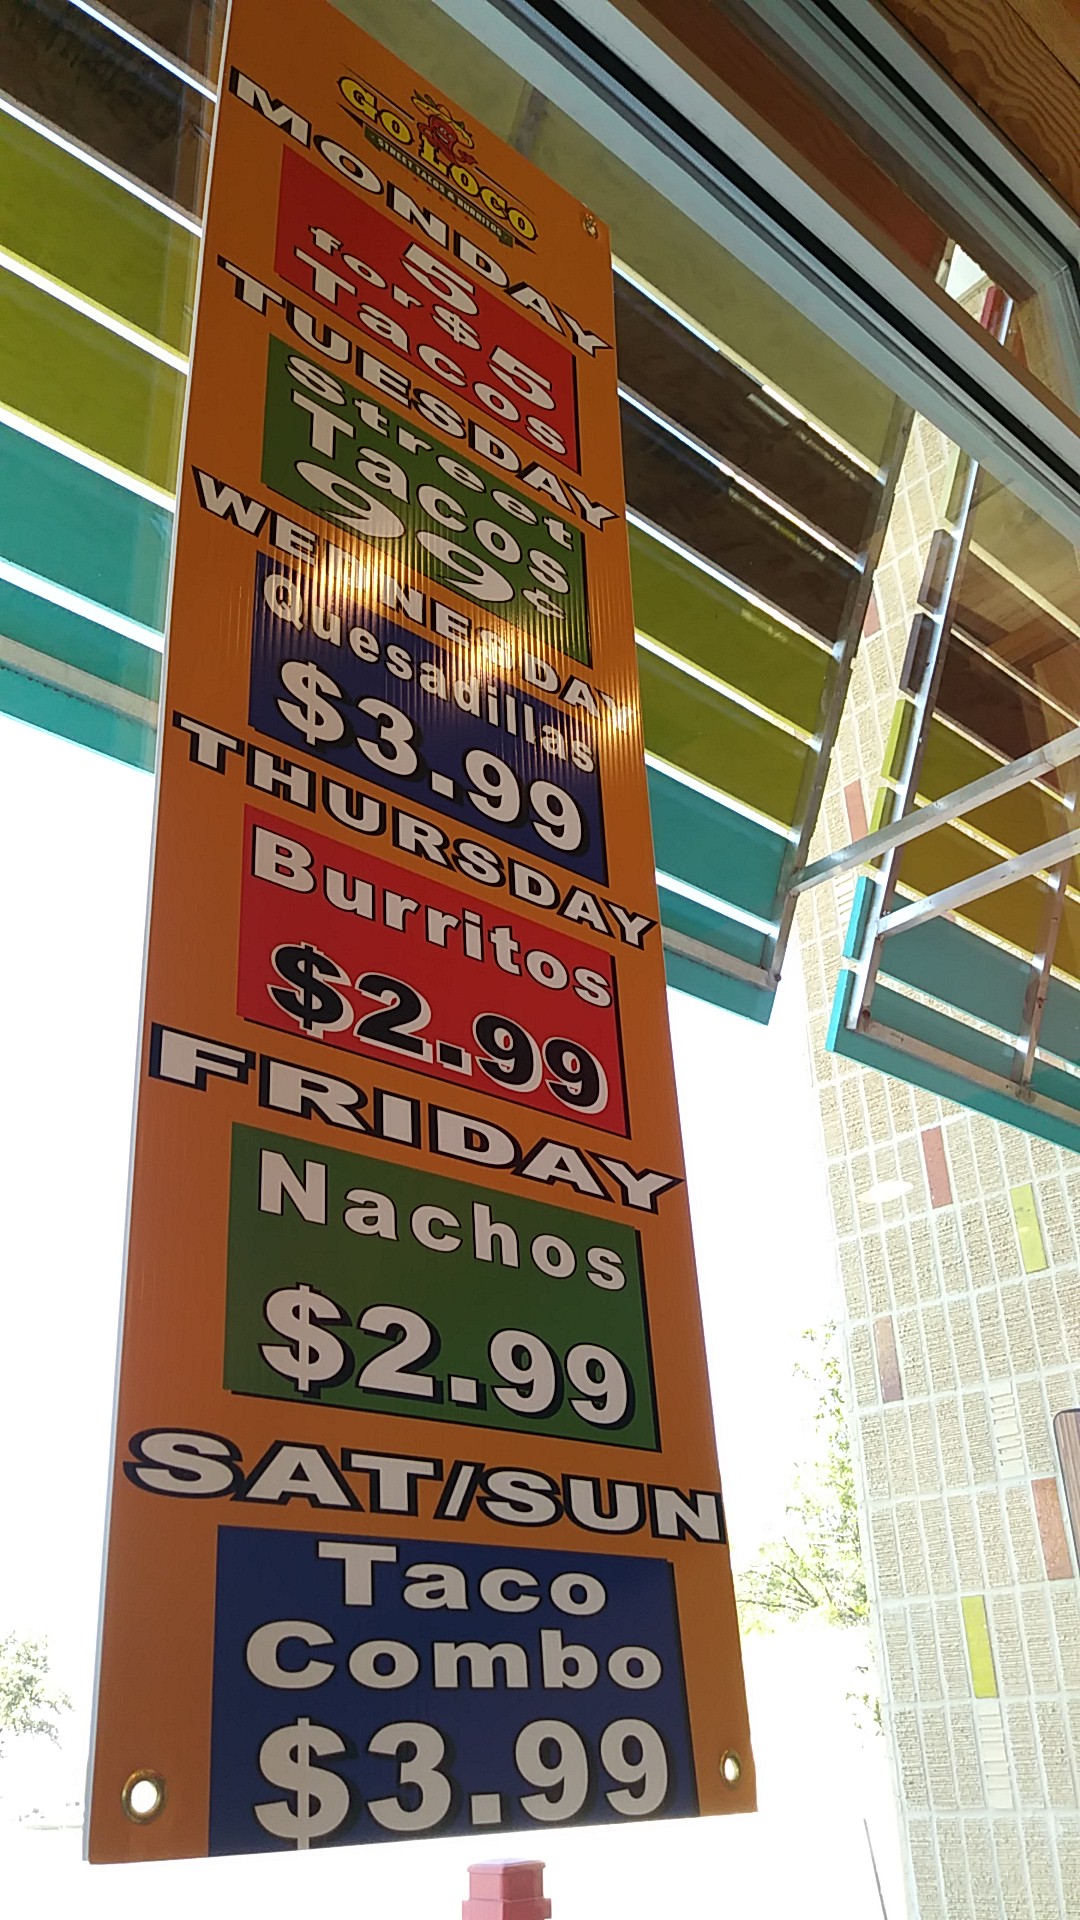 GO LOCO
STREET TACOS & BURRITOS
MONDAY
5
for $5
Tacos
TUESDAY
Street
Tacos
99¢
WEDNESDAY
Quesadillas
$3.99
THURSDAY
Burritos
$2.99
FRIDAY
Nachos
$2.99
SAT/SUN
Taco
Combo
$3.99